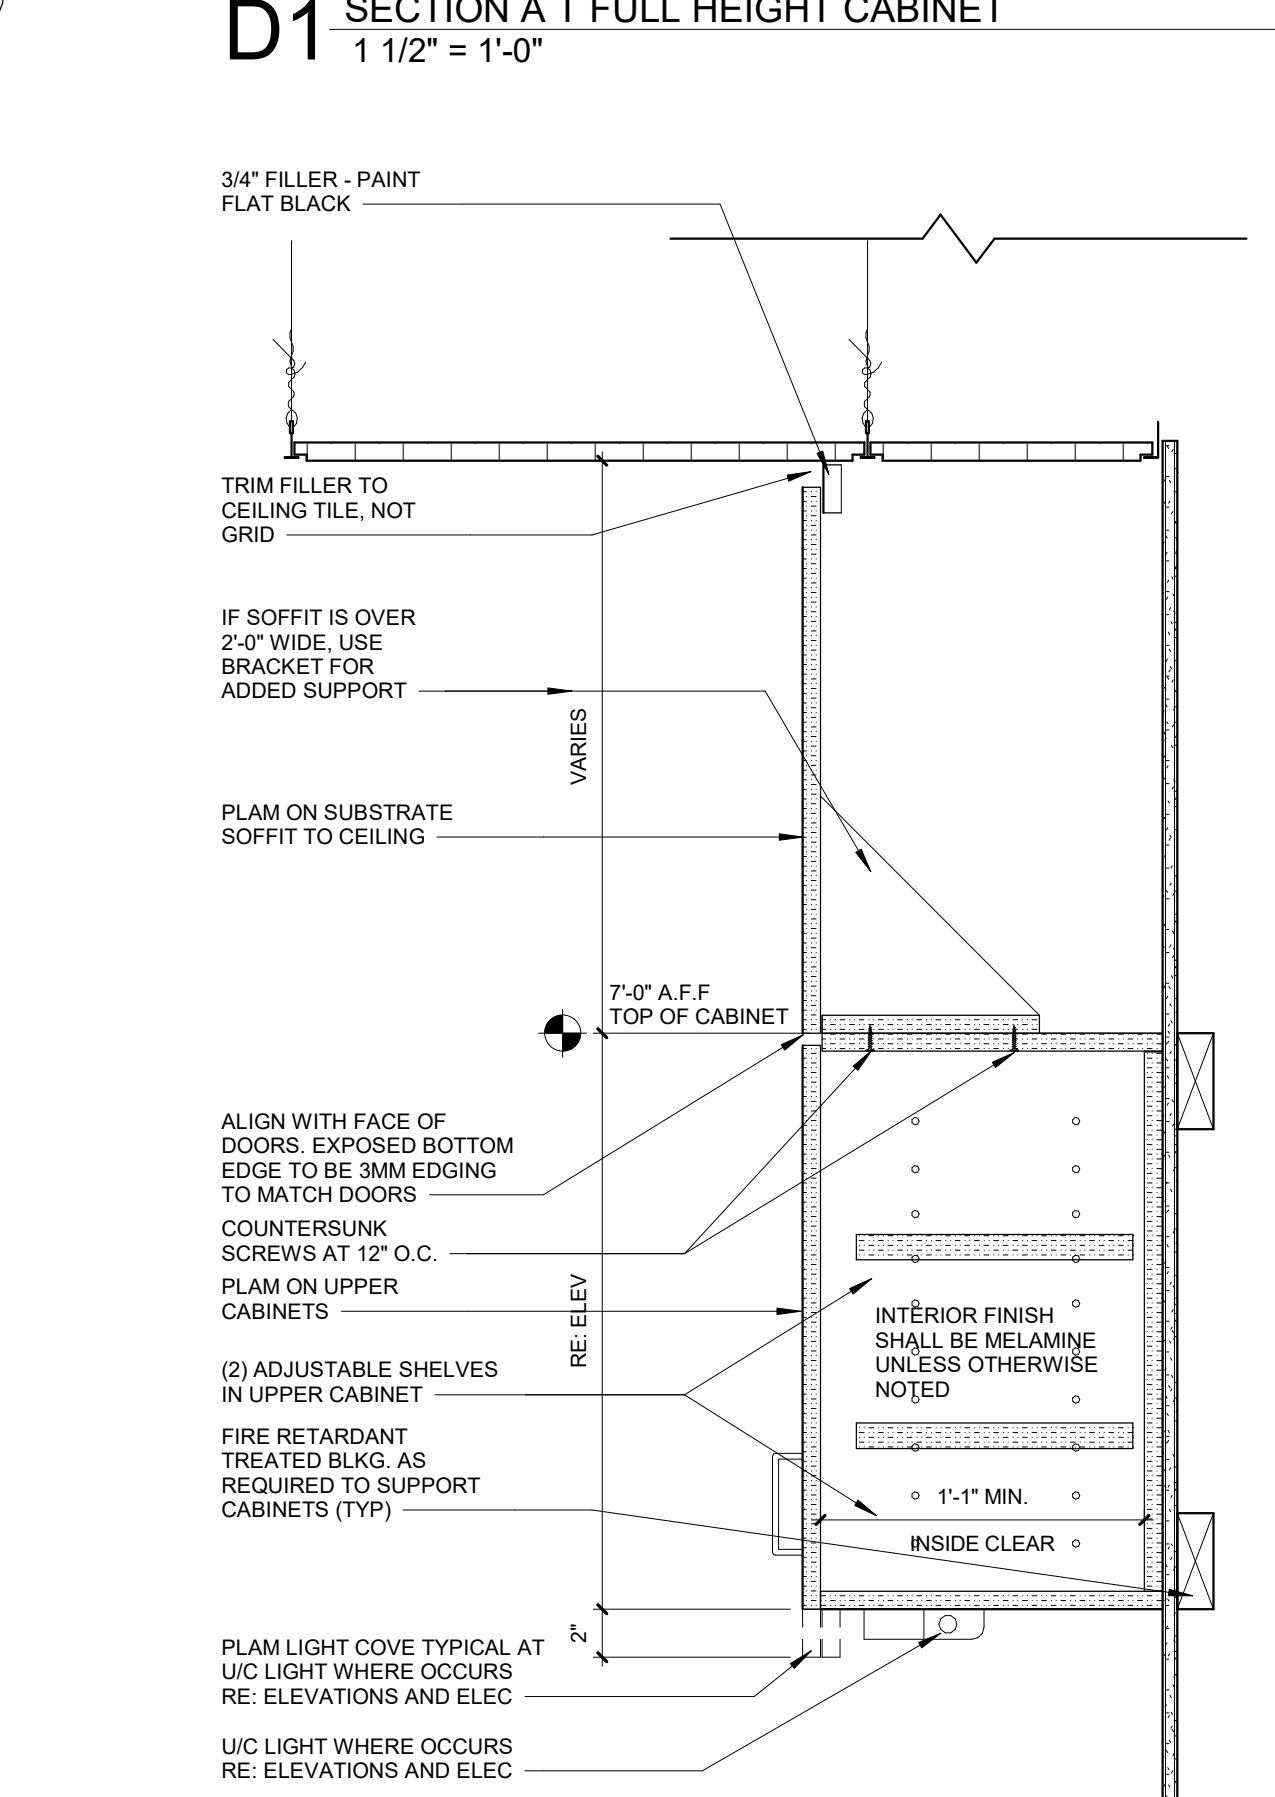 D1
SECTION A T FULL HEIGHT CABINET
1 1/2" = 1'-0"
3/4" FILLER - PAINT
FLAT BLACK
TRIM FILLER TO
CEILING TILE, NOT
GRID
IF SOFFIT IS OVER
2'-0" WIDE, USE
BRACKET FOR
ADDED SUPPORT
VARIES
PLAM ON SUBSTRATE
SOFFIT TO CEILING
7'-0" A.F.F
TOP OF CABINET
ALIGN WITH FACE OF
DOORS. EXPOSED BOTTOM
EDGE TO BE 3MM EDGING
TO MATCH DOORS
COUNTERSUNK
SCREWS AT 12" O.C.
PLAM ON UPPER
CABINETS
RE: ELEV
INTERIOR FINISH
SHALL BE MELAMINE
UNLESS OTHERWISE
NOTED
(2) ADJUSTABLE SHELVES
IN UPPER CABINET
FIRE RETARDANT
TREATED BLKG. AS
REQUIRED TO SUPPORT
CABINETS (TYP)
1'-1" MIN.
INSIDE CLEAR
2"
PLAM LIGHT COVE TYPICAL AT
U/C LIGHT WHERE OCCURS
RE: ELEVATIONS AND ELEC
U/C LIGHT WHERE OCCURS
RE: ELEVATIONS AND ELEC